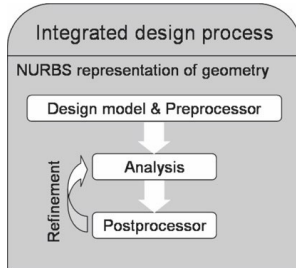 Integrated design process
NURBS representation of geometry
Design model & Preprocessor
Analysis
Refinement
Postprocessor